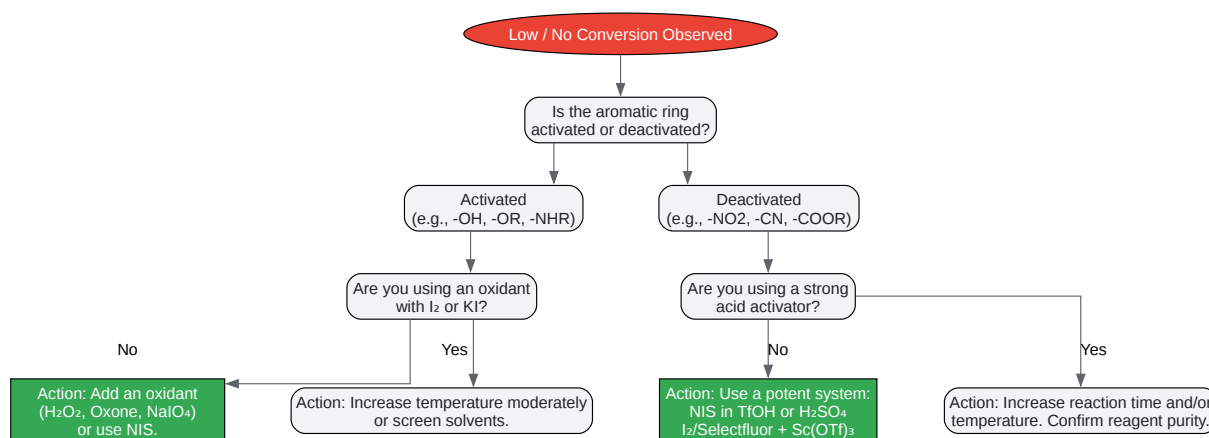 Low / No Conversion Observed
Is the aromatic ring
activated or deactivated?
Activated
(e.g., -OH, -OR, -NHR)
Deactivated
(e.g., -NO2, -CN, -COOR)
Are you using an oxidant
with I₂ or KI?
Are you using a strong
acid activator?
No
Yes
No
Yes
Action: Add an oxidant
(H₂O₂, Oxone, NaIO₄)
or use NIS.
Action: Increase temperature moderately
or screen solvents.
Action: Use a potent system:
NIS in TfOH or H₂SO₄
I₂/Selectfluor + Sc(OTf)₃
Action: Increase reaction time and/or
temperature. Confirm reagent purity.